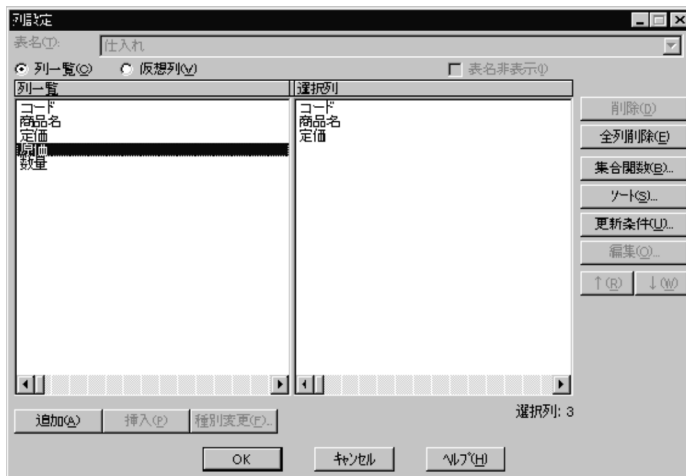 列設定
表名(T):
仕入れ
列一覧(C)
仮想列(V)
表名非表示(I)
列一覧
選択列
コード
商品名
定価
原価
数量
コード
商品名
定価
削除(D)
全列削除(E)
集合関数(B)...
ソート(S)...
更新条件(U)...
編集(O)...
↑(R)
↓(W)
選択列: 3
追加(A)
挿入(P)
種別変更(F)...
OK
キャンセル
ヘルプ(H)